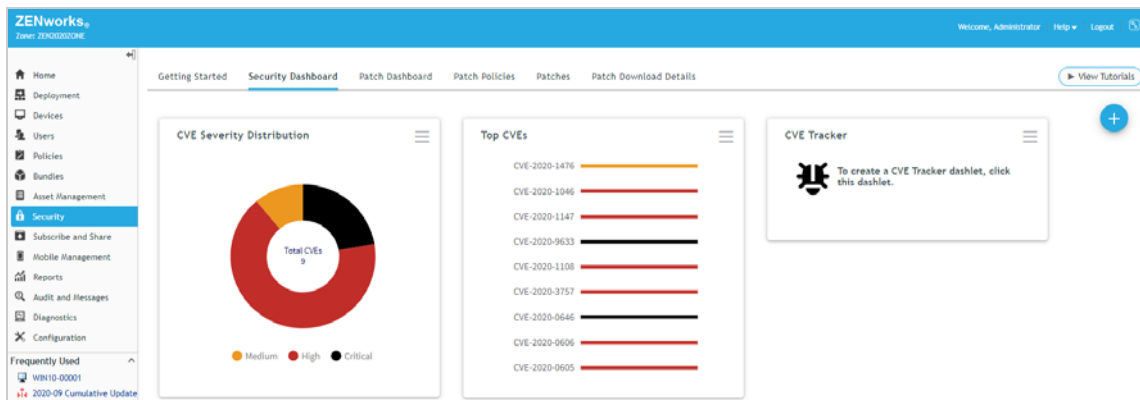 ZENworks®
Zone: ZEN2020ZONE
Welcome, Administrator Help Logout
Home
Deployment
Devices
Users
Policies
Bundles
Asset Management
Security
Subscribe and Share
Mobile Management
Reports
Audit and Messages
Diagnostics
Configuration
Frequently Used
WIN10-00001
2020-09 Cumulative Update
Getting Started Security Dashboard Patch Dashboard Patch Policies Patches Patch Download Details
View Tutorials
CVE Severity Distribution
Total CVEs
9
Medium High Critical
Top CVEs
CVE-2020-1476
CVE-2020-1046
CVE-2020-1147
CVE-2020-9633
CVE-2020-1108
CVE-2020-3757
CVE-2020-0646
CVE-2020-0606
CVE-2020-0605
CVE Tracker
To create a CVE Tracker dashlet, click
this dashlet.